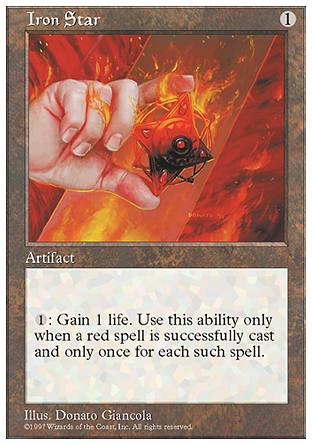 Iron Star 1
Artifact
1: Gain 1 life. Use this ability only
when a red spell is successfully cast
and only once for each such spell.
Illus. Donato Giancola
©1997 Wizards of the Coast, Inc. All rights reserved.